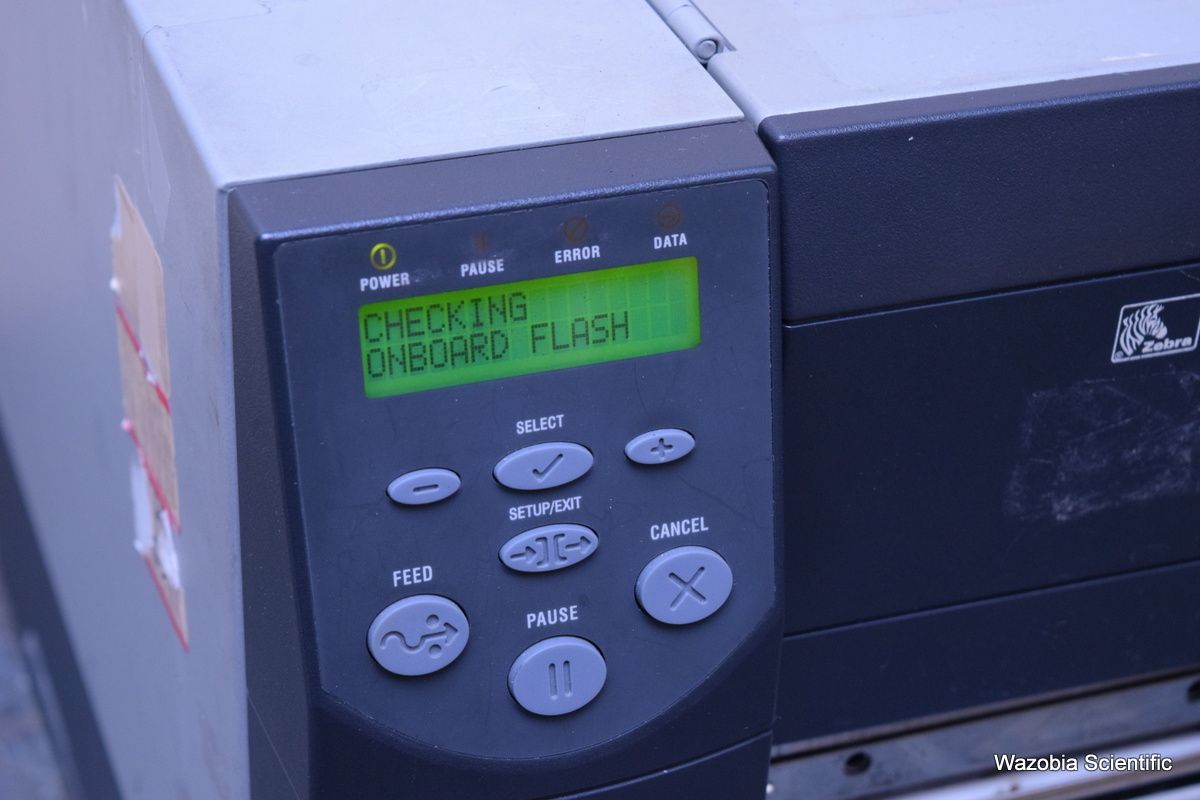 POWER
PAUSE
ERROR
DATA
CHECKING
ONBOARD FLASH
SELECT
SETUP/EXIT
FEED
PAUSE
CANCEL
Zebra
Wazobia Scientific